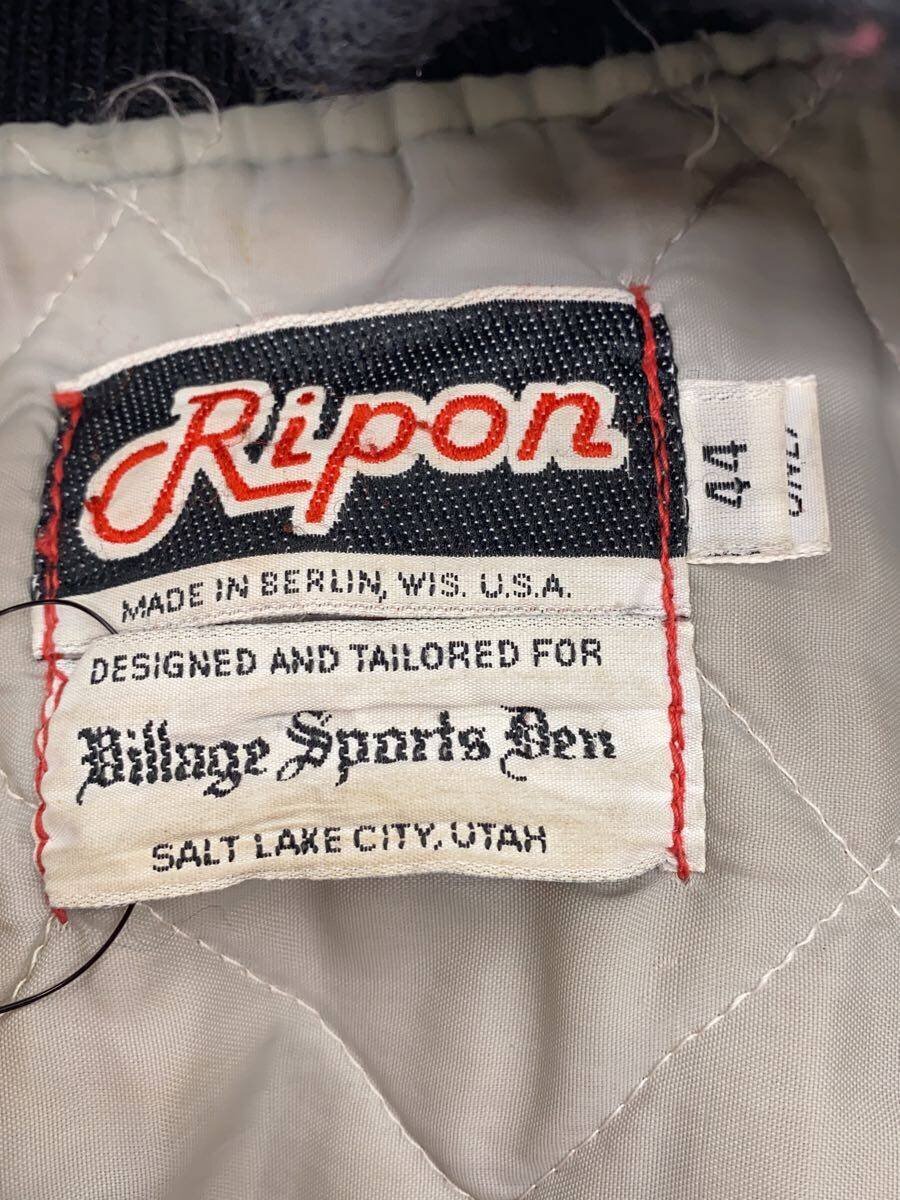 Ripon
MADE IN BERLIN, WIS. U.S.A.
DESIGNED AND TAILORED FOR
Village Sports Den
SALT LAKE CITY, UTAH
44